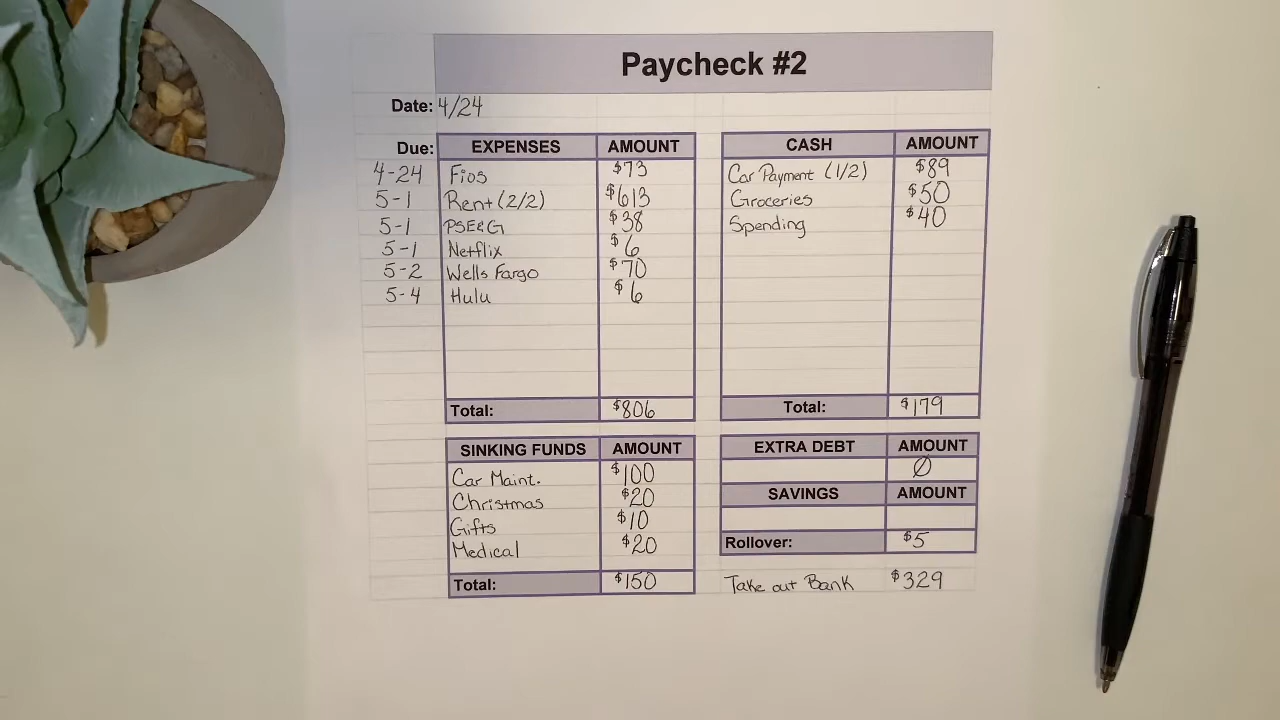 Paycheck #2
Date: 4/24
Due: EXPENSES AMOUNT
4-24 Fios $73
5-1 Rent (2/2) $613
5-1 PSE&G $38
5-1 Netflix $6
5-2 Wells Fargo $70
5-4 Hulu $6
Total: $806
CASH AMOUNT
Car Payment (1/2) $89
Groceries $50
Spending $40
Total: $179
SINKING FUNDS AMOUNT
Car Maint. $100
Christmas $20
Gifts $10
Medical $20
Total: $150
EXTRA DEBT AMOUNT
Ø
SAVINGS AMOUNT
Rollover: $5
Take out Bank $329